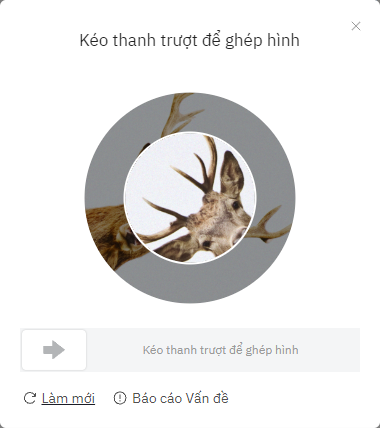 Kéo thanh trượt để ghép hình
Kéo thanh trượt để ghép hình
Làm mới
Báo cáo Vấn đề